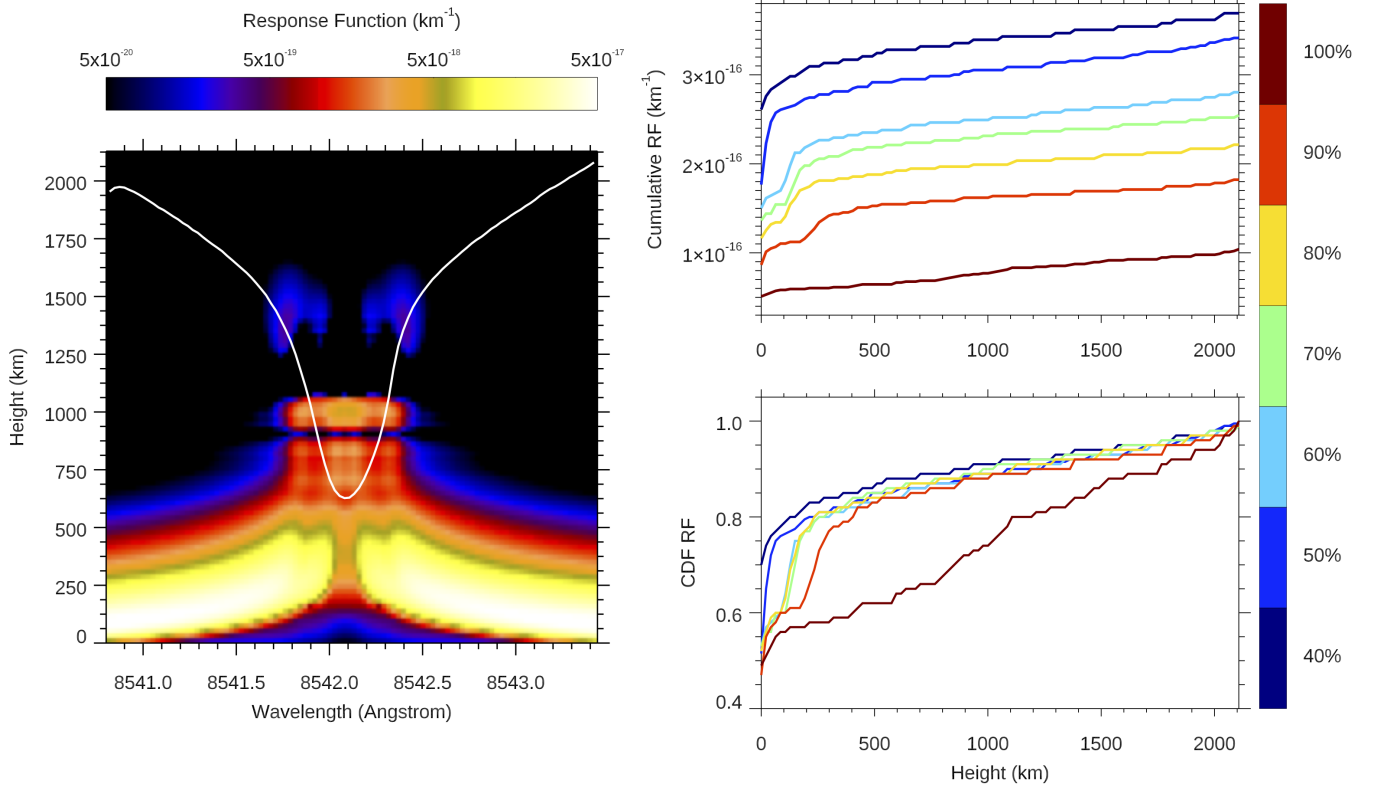 Response Function (km-1)
5x10-20 5x10-19 5x10-18 5x10-17
2000
1750
1500
1250
1000
750
500
250
0
Height (km)
8541.0 8541.5 8542.0 8542.5 8543.0
Wavelength (Angstrom)
3×10-16
2×10-16
1×10-16
Cumulative RF (km-1)
0 500 1000 1500 2000
1.0
0.8
0.6
0.4
CDF RF
0 500 1000 1500 2000
Height (km)
100%
90%
80%
70%
60%
50%
40%